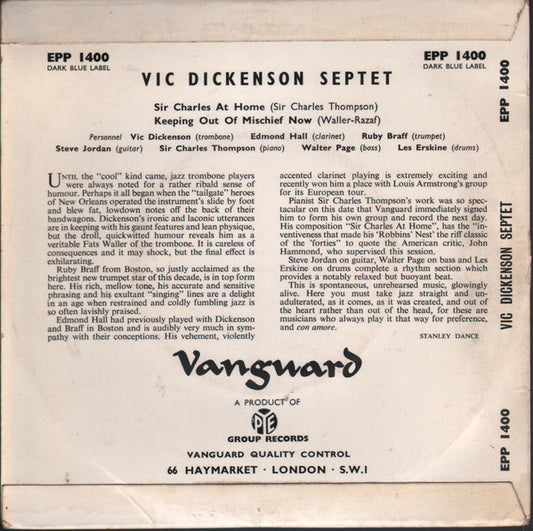 EPP 1400
DARK BLUE LABEL
EPP 1400
DARK BLUE LABEL
VIC DICKENSON SEPTET
Sir Charles At Home (Sir Charles Thompson)
Keeping Out Of Mischief Now (Waller-Razaf)
Personnel Vic Dickenson (trombone) Edmond Hall (clarinet) Ruby Braff (trumpet)
Steve Jordan (guitar) Sir Charles Thompson (piano) Walter Page (bass) Les Erskine (drums)
UNTIL the "cool" kind came, jazz trombone players
were always noted for a rather ribald sense of
humour. Perhaps it all began when the "tailgate" heroes
of New Orleans operated the instrument's slide by foot
and blew fat, lowdown notes off the back of their
bandwagons. Dickenson's ironic and laconic utterances
are in keeping with his gaunt features and lean physique,
but the droll, quickwitted humour reveals him as a
veritable Fats Waller of the trombone. It is careless of
consequences and it may shock, but the final effect is
exhilarating.
Ruby Braff from Boston, so justly acclaimed as the
brightest new trumpet star of this decade, is in top form
here. His rich, mellow tone, his accurate and sensitive
phrasing and his exultant "singing" lines are a delight
in an age when restrained and coldly fumbling jazz is
so often lavishly praised.
Edmond Hall had previously played with Dickenson
and Braff in Boston and is audibly very much in sym-
pathy with their conceptions. His vehement, violently
accented clarinet playing is extremely exciting and
recently won him a place with Louis Armstrong's group
for its European tour.
Pianist Sir Charles Thompson's work was so spec-
tacular on this date that Vanguard immediately signed
him to form his own group and record the next day.
His composition "Sir Charles At Home", has the "in-
ventiveness that made his 'Robbins' Nest' the riff classic
of the 'forties" to quote the American critic, John
Hammond, who supervised this session.
Steve Jordan on guitar, Walter Page on bass and Les
Erskine on drums complete a rhythm section which
provides a notably relaxed but buoyant beat.
This is spontaneous, unrehearsed music, glowingly
alive. Here you must take jazz straight and un-
adulterated, as it comes, as it was created, and out of
the heart rather than out of the head, for these are
musicians who always play it that way for preference,
and con amore.
STANLEY DANCE
Vanguard
A PRODUCT OF
PYE
GROUP RECORDS
VANGUARD QUALITY CONTROL
66 HAYMARKET · LONDON · S.W.1
EPP 1400
VIC DICKENSON SEPTET
EPP 1400